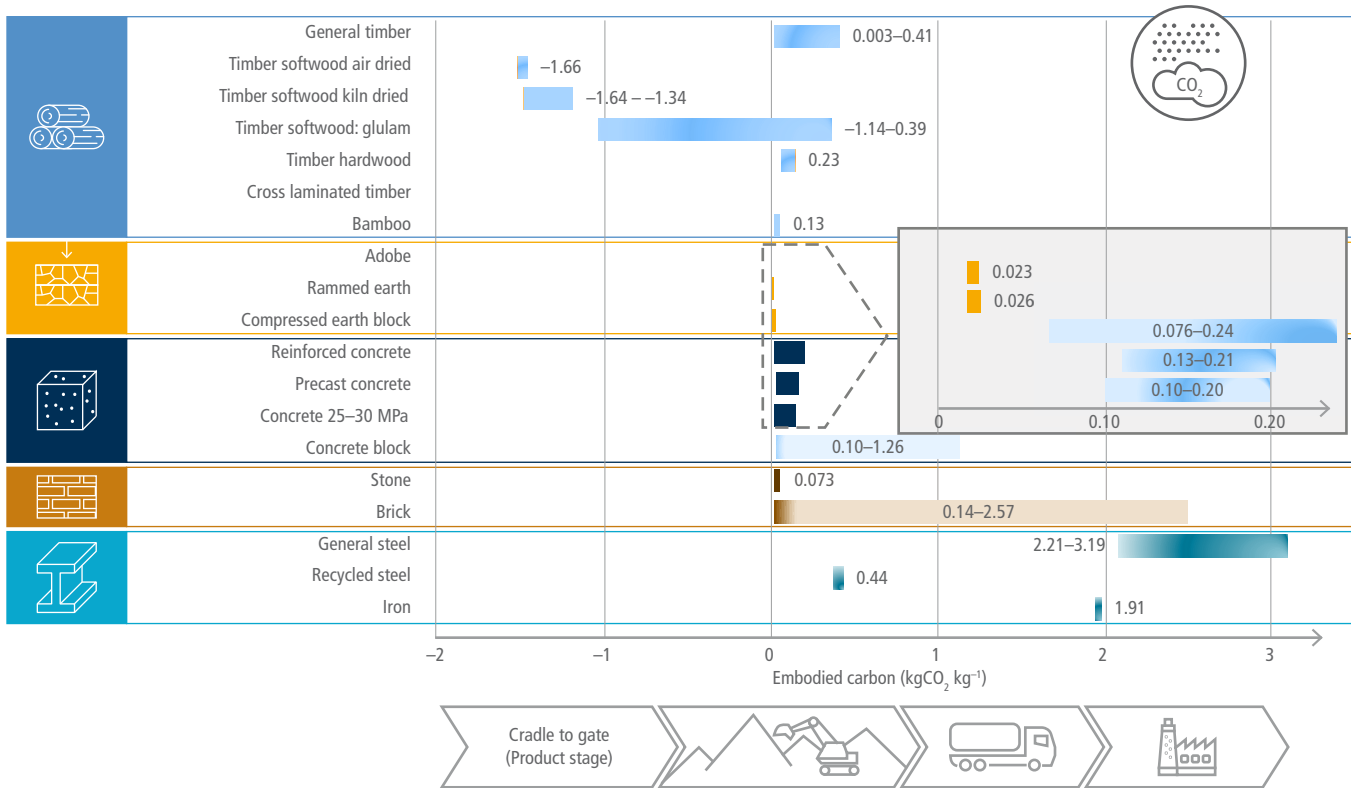 CO₂
General timber 0.003–0.41
Timber softwood air dried –1.66
Timber softwood kiln dried –1.64 – –1.34
Timber softwood: glulam –1.14–0.39
Timber hardwood 0.23
Cross laminated timber
Bamboo 0.13
Adobe
Rammed earth
Compressed earth block
Reinforced concrete
Precast concrete
Concrete 25–30 MPa
Concrete block 0.10–1.26
Stone 0.073
Brick 0.14–2.57
General steel 2.21–3.19
Recycled steel 0.44
Iron 1.91
0.023
0.026
0.076–0.24
0.13–0.21
0.10–0.20
0 0.10 0.20
–2 –1 0 1 2 3
Embodied carbon (kgCO₂ kg⁻¹)
Cradle to gate
(Product stage)